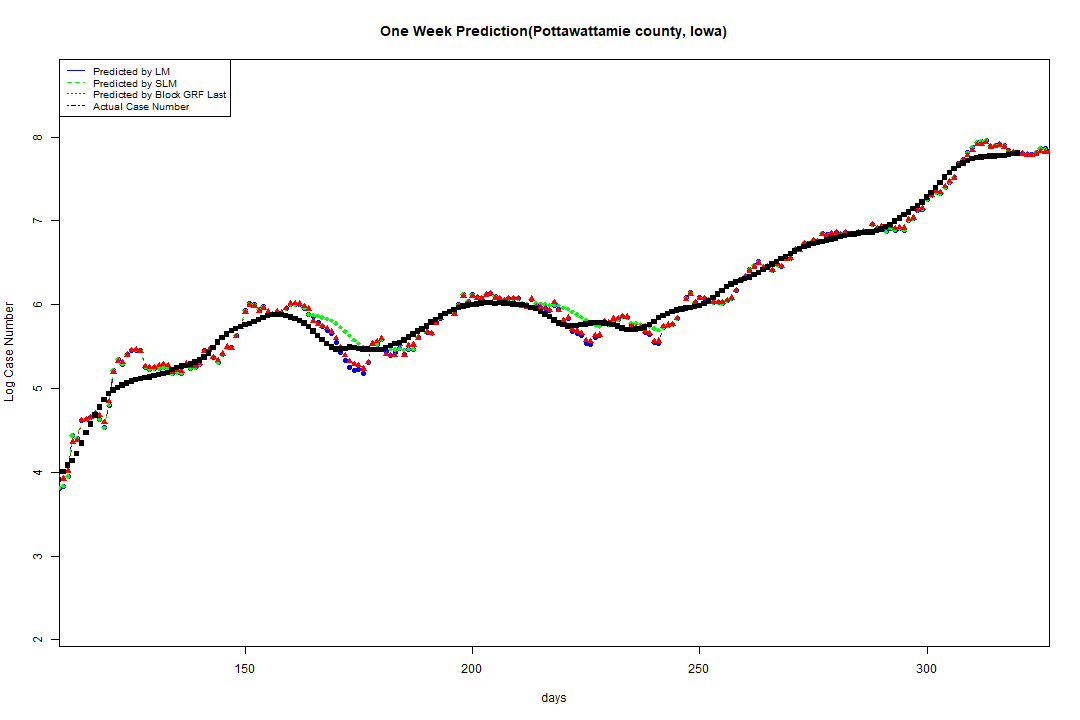 One Week Prediction(Pottawattamie county, Iowa)
Predicted by LM
Predicted by SLM
Predicted by Block GRF Last
Actual Case Number
Log Case Number
8
7
6
5
4
3
2
150 200 250 300
days